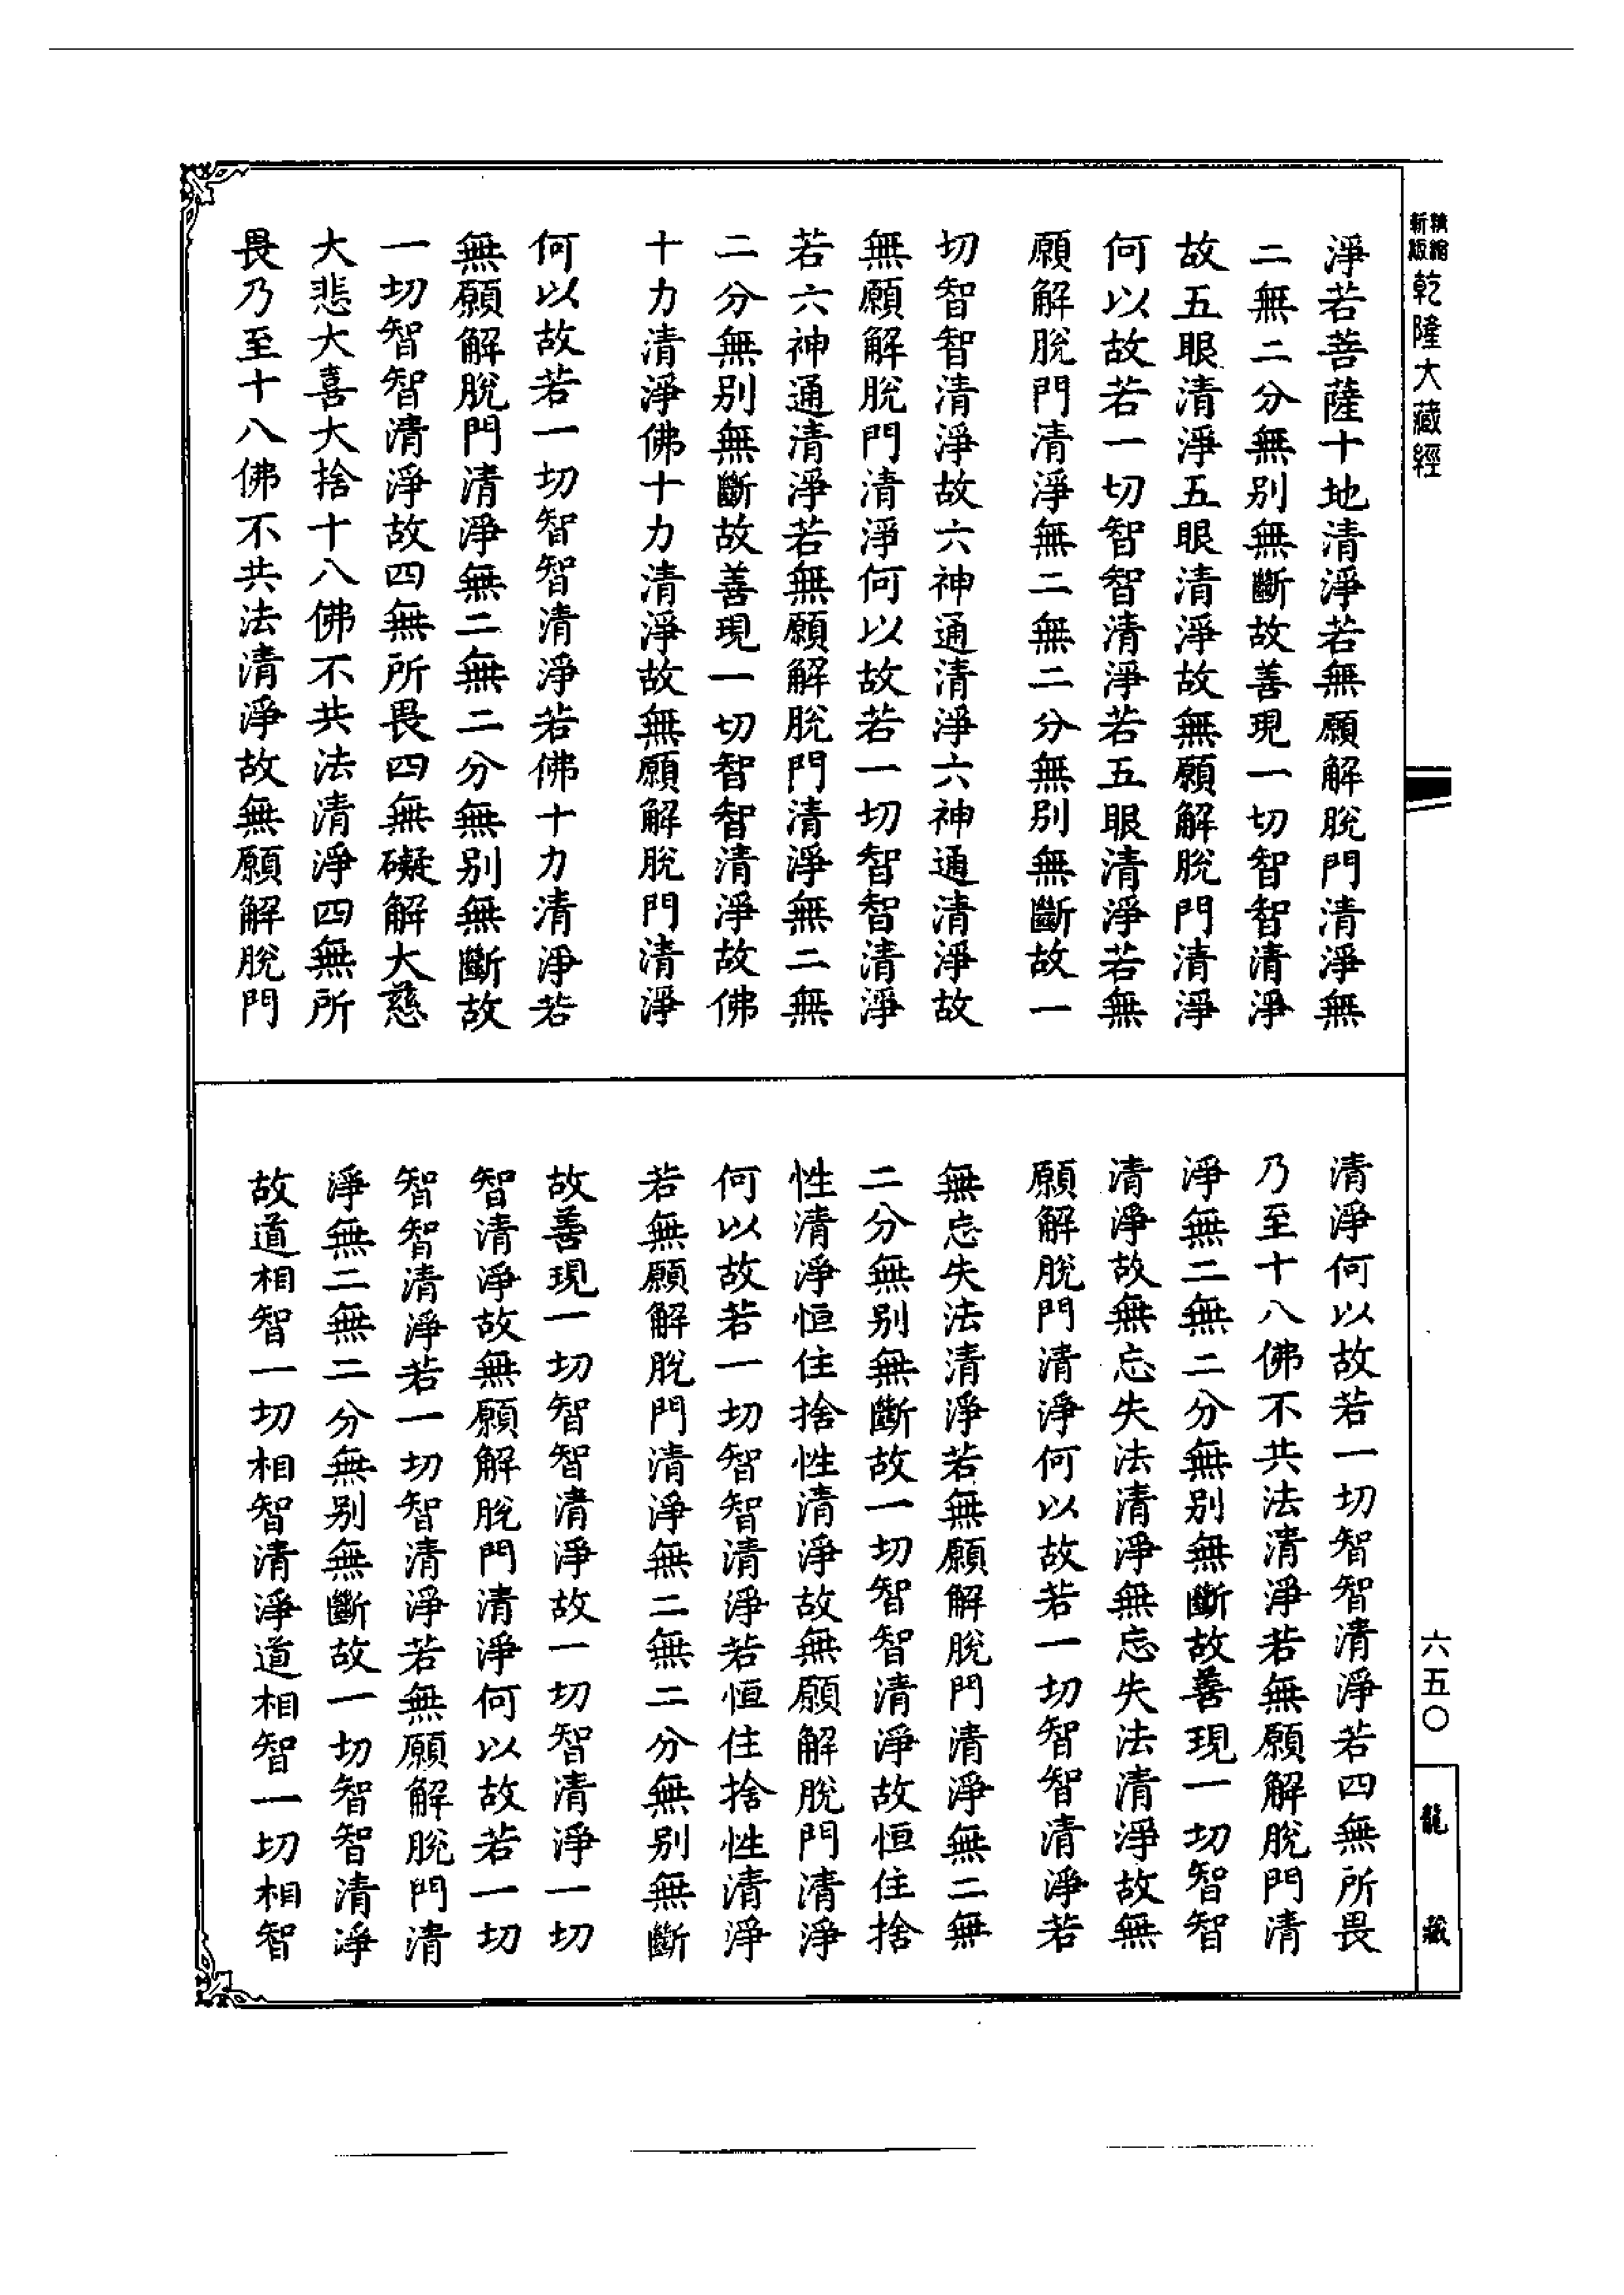 精縮新版
乾隆大藏經
淨若菩薩十地清淨若無願解脫門清淨無
二無二分無別無斷故善現一切智智清淨
故五眼清淨五眼清淨故無願解脫門清淨
何以故若一切智智清淨若五眼清淨若無
願解脫門清淨無二無二分無別無斷故一
切智智清淨故六神通清淨六神通清淨故
無願解脫門清淨何以故若一切智智清淨
若六神通清淨若無願解脫門清淨無二無
二分無別無斷故善現一切智智清淨故佛
十力清淨佛十力清淨故無願解脫門清淨
何以故若一切智智清淨若佛十力清淨若
無願解脫門清淨無二無二分無別無斷故
一切智智清淨故四無所畏四無礙解大慈
大悲大喜大捨十八佛不共法清淨四無所
畏乃至十八佛不共法清淨故無願解脫門
清淨何以故若一切智智清淨若四無所畏
乃至十八佛不共法清淨若無願解脫門清
淨無二無二分無別無斷故善現一切智智
清淨故無忘失法清淨無忘失法清淨故無
願解脫門清淨何以故若一切智智清淨若
無忘失法清淨若無願解脫門清淨無二無
二分無別無斷故一切智智清淨故恒住捨
性清淨恒住捨性清淨故無願解脫門清淨
何以故若一切智智清淨若恒住捨性清淨
若無願解脫門清淨無二無二分無別無斷
故善現一切智智清淨故一切智清淨一切
智清淨故無願解脫門清淨何以故若一切
智智清淨若一切智清淨若無願解脫門清
淨無二無二分無別無斷故一切智智清淨
故道相智一切相智清淨道相智一切相智
六五〇
龍藏